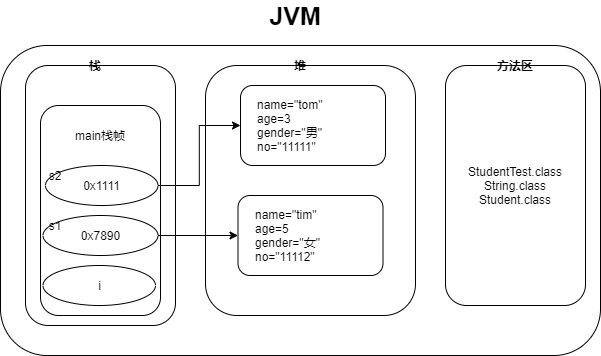 JVM
栈
堆
方法区
main栈帧
s2
0x1111
s1
0x7890
i
name="tom"
age=3
gender="男"
no="11111"
name="tim"
age=5
gender="女"
no="11112"
StudentTest.class
String.class
Student.class